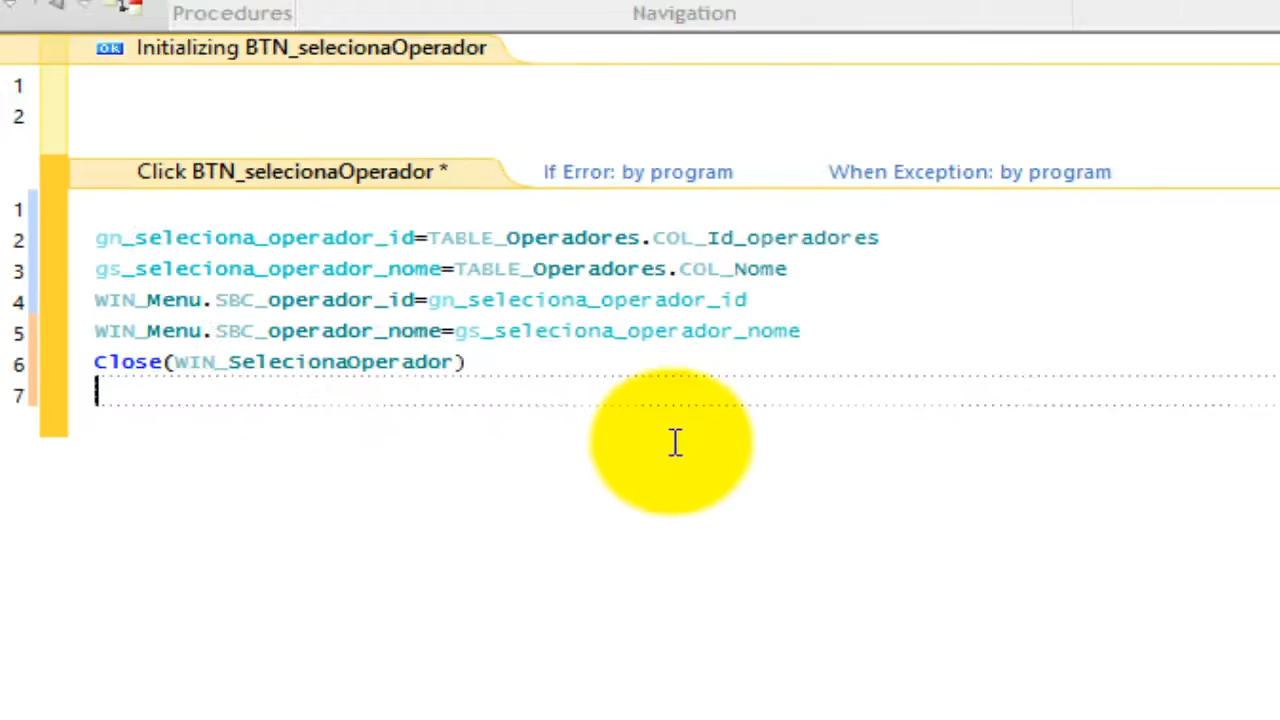 Procedures
Navigation
OK Initializing BTN_selecionaOperador
1
2
Click BTN_selecionaOperador * If Error: by program When Exception: by program
1
2 gn_seleciona_operador_id=TABLE_Operadores.COL_Id_operadores
3 gs_seleciona_operador_nome=TABLE_Operadores.COL_Nome
4 WIN_Menu.SBC_operador_id=gn_seleciona_operador_id
5 WIN_Menu.SBC_operador_nome=gs_seleciona_operador_nome
6 Close(WIN_SelecionaOperador)
7